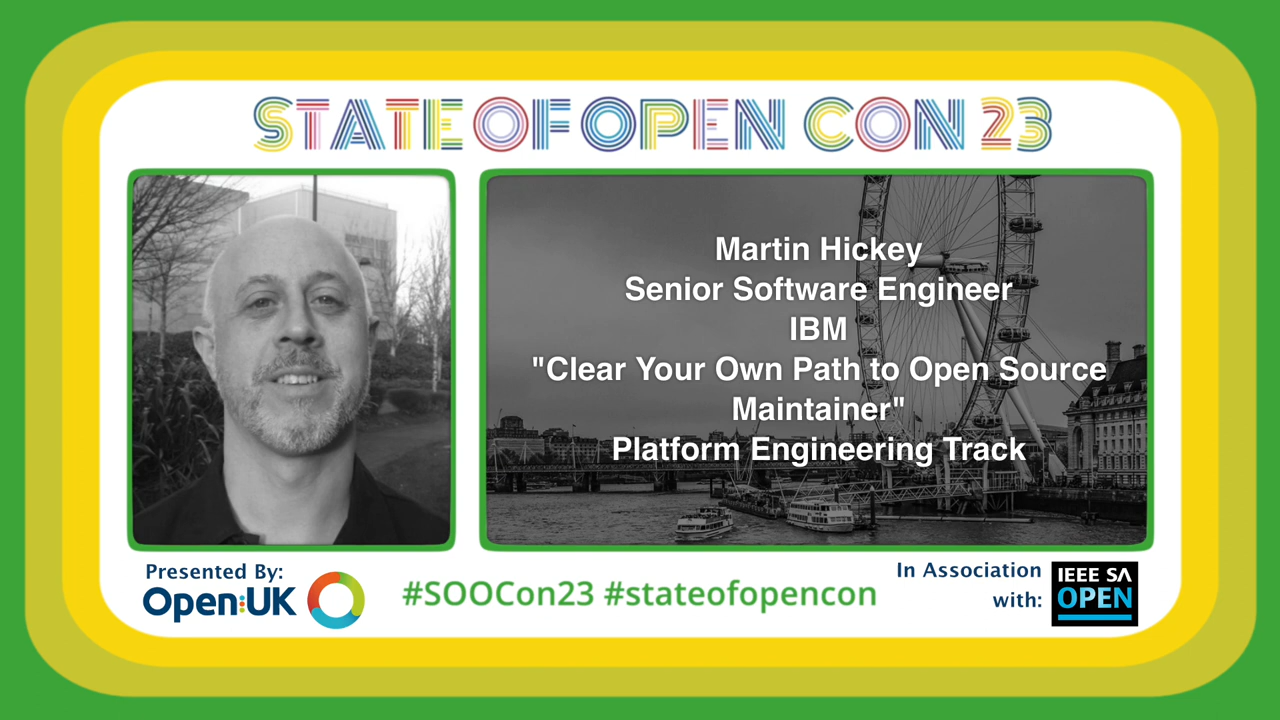 STATE OF OPEN CON 23
Martin Hickey
Senior Software Engineer
IBM
"Clear Your Own Path to Open Source
Maintainer"
Platform Engineering Track
Presented By:
Open:UK
#SOOCon23 #stateofopencon
In Association
with:
IEEE SA
OPEN